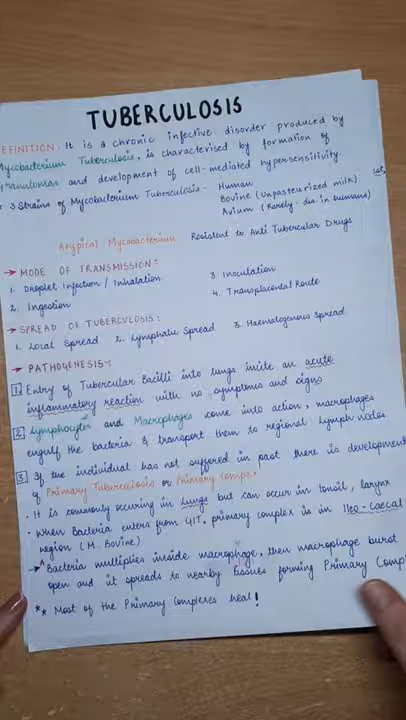 TUBERCULOSIS
DEFINITION: It is a chronic infective disorder produced by
Mycobacterium Tuberculosis, is characterised by formation of
Granulomas and development of cell-mediated hypersensitivity
* 3 Strains of Mycobacterium Tuberculosis - Human
Bovine (Unpasteurized milk)
Avium (Rarely - dis in humans)
Atypical Mycobacterium Resistent to Anti Tubercular Drugs
→ MODE OF TRANSMISSION:
1. Droplet Infection / Inhalation
3. Inoculation
2. Ingestion
4. Transplacental Route
→ SPREAD OF TUBERCULOSIS:
1. Local Spread 2. Lymphatic Spread 3. Haematogenous Spread
→ PATHOGENESIS:
1 Entry of Tubercular Bacilli into lungs incite an acute
inflammatory reaction with no symptoms and signs
2 Lymphocytes and Macrophages come into action, macrophages
engulf the bacteria & transport them to regional Lymph nodes.
3 If the individual has not suffered in past there is development
of Primary Tuberculosis or Primary Comp
• It is commonly occuring in lungs but can occur in tonsil, larynx
• When Bacteria enters from GIT, primary complex is in Ileo-caecal
region (M. Bovine)
→ * Bacteria multiplies inside macrophage, then macrophage burst
open and it spreads to nearby tissues forming Primary Comp
** Most of the Primary Complexes heal!